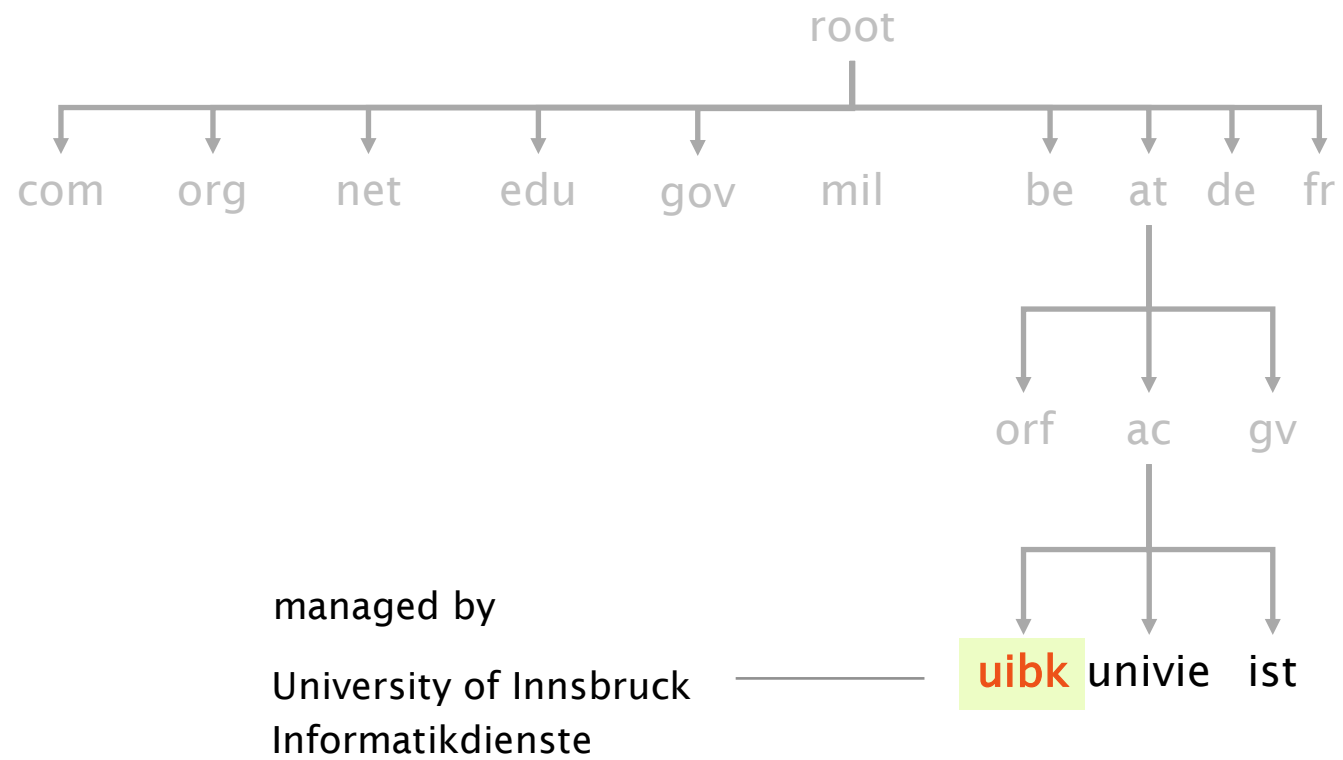 root
com org net edu gov mil be at de fr
orf ac gv
managed by
uibk univie ist
University of Innsbruck
Informatikdienste